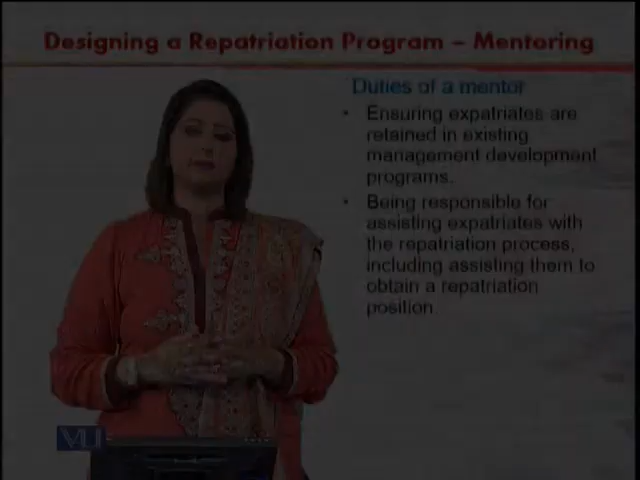 Designing a Repatriation Program – Mentoring
Duties of a mentor
• Ensuring expatriates are
retained in existing
management development
programs.
• Being responsible for
assisting expatriates with
the repatriation process,
including assisting them to
obtain a repatriation
position.
VU